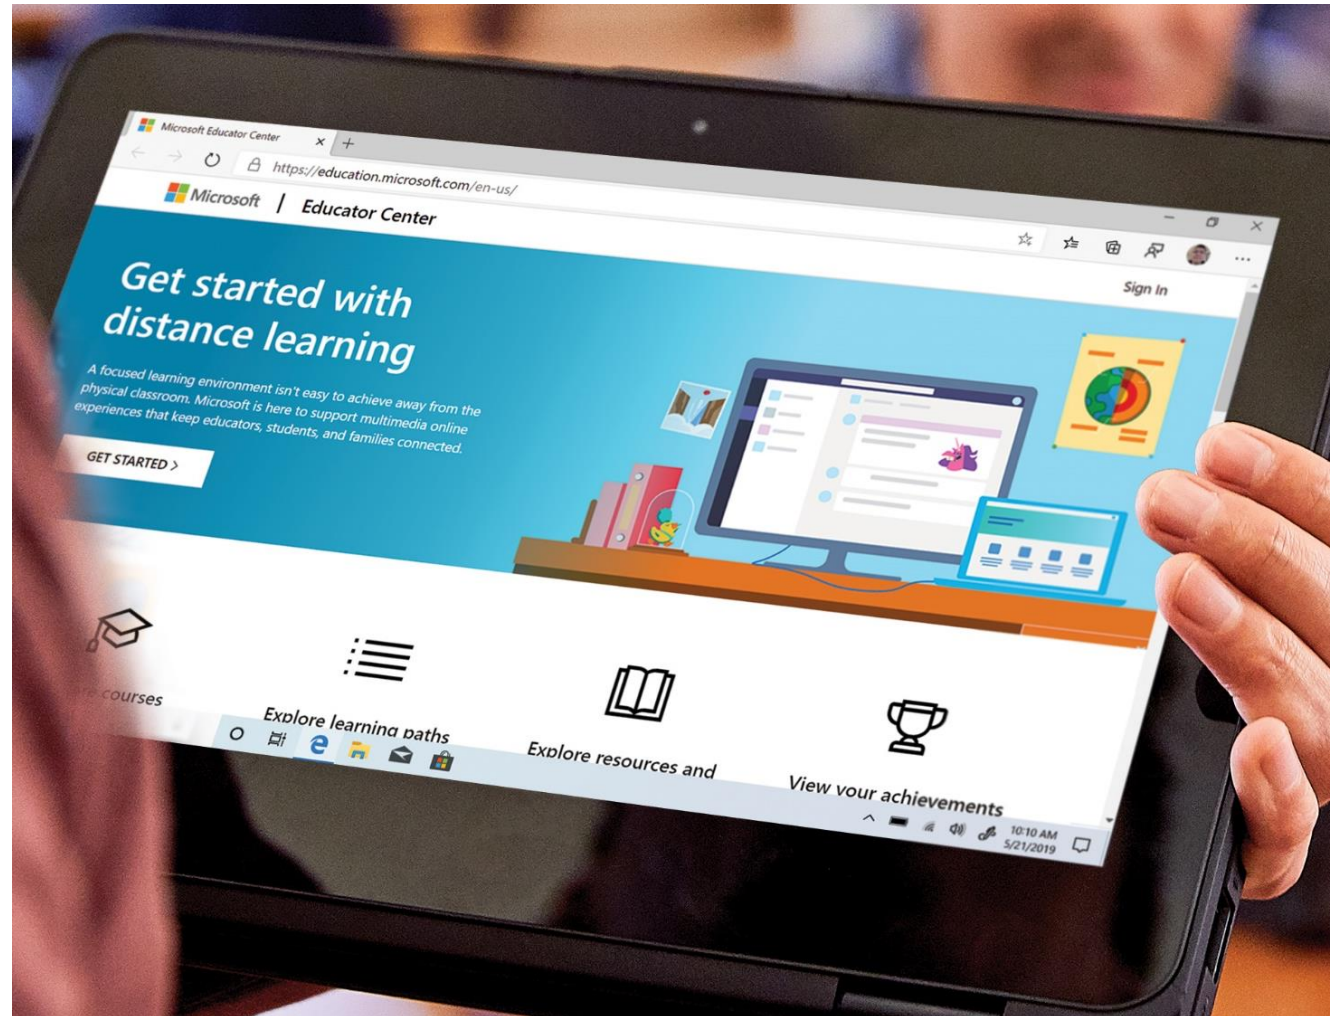 Microsoft Educator Center
https://education.microsoft.com/en-us/
Microsoft | Educator Center
Sign In
Get started with
distance learning
A focused learning environment isn't easy to achieve away from the
physical classroom. Microsoft is here to support multimedia online
experiences that keep educators, students, and families connected.
GET STARTED >
courses
Explore learning paths
Explore resources and
View your achievements
10:10 AM
5/21/2019